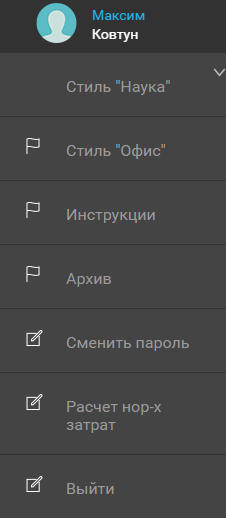 Максим
Ковтун
Стиль "Наука"
Стиль "Офис"
Инструкции
Архив
Сменить пароль
Расчет нор-х
затрат
Выйти